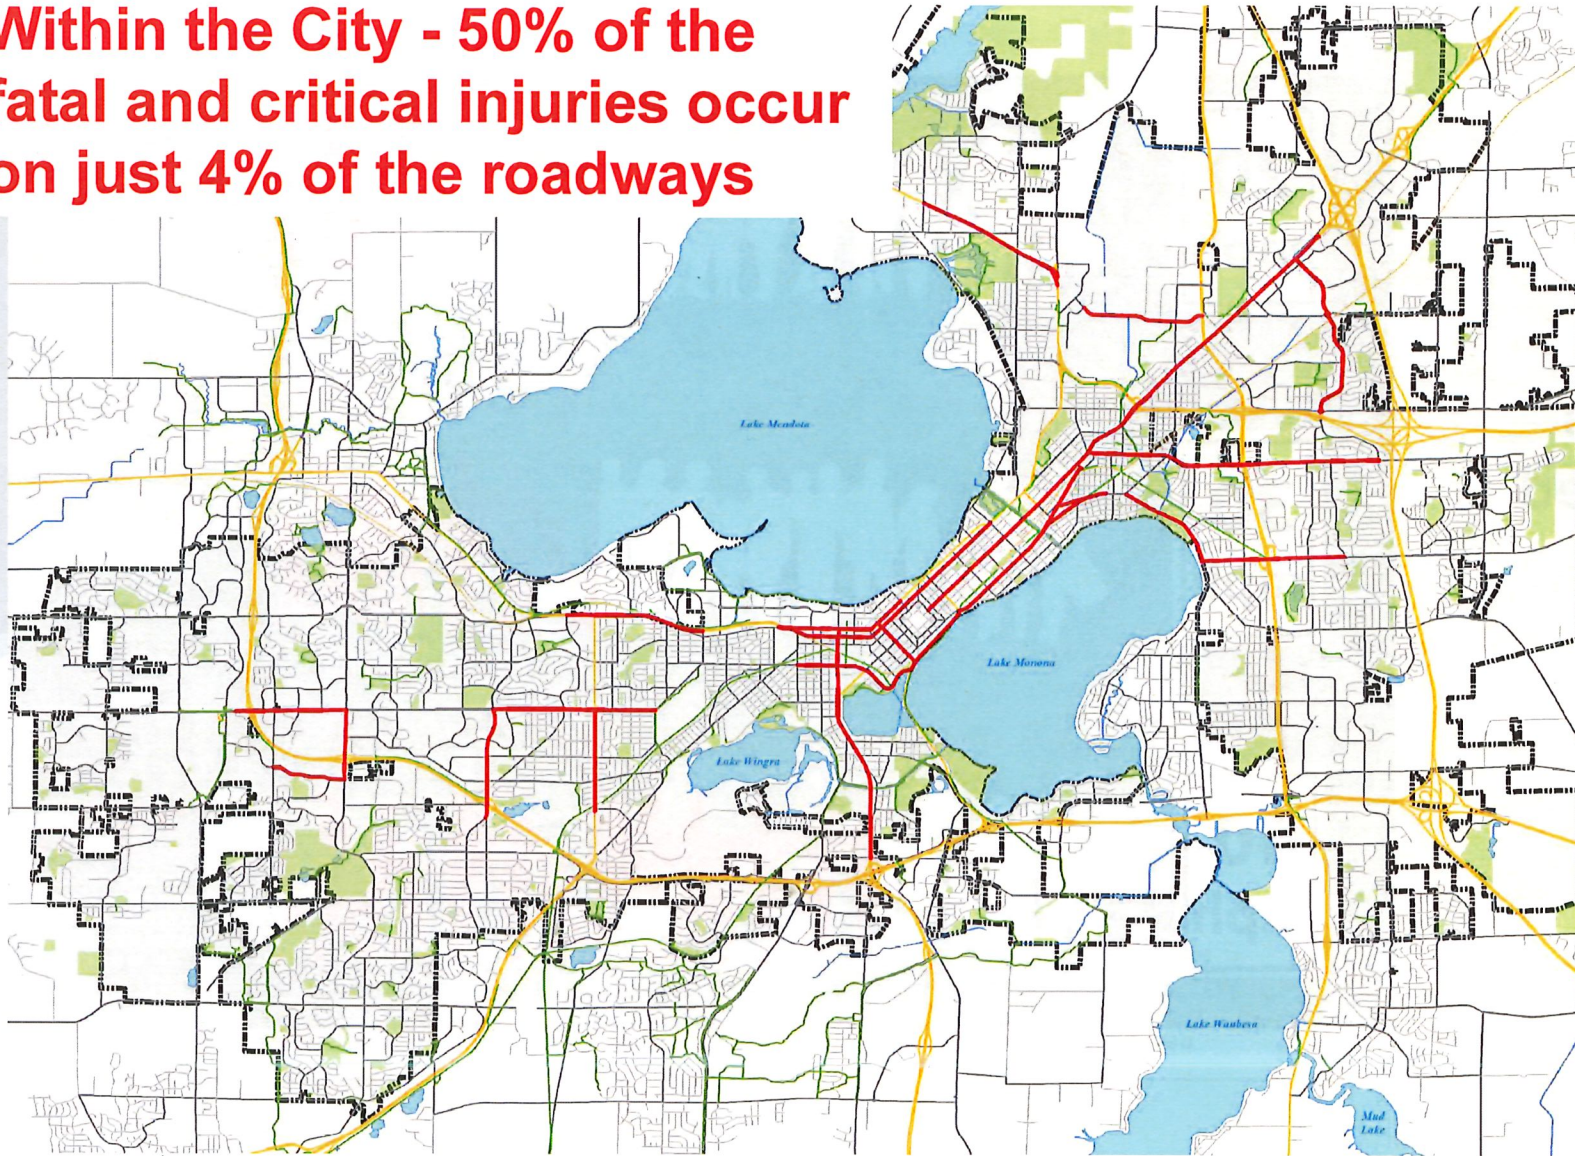 Within the City - 50% of the
fatal and critical injuries occur
on just 4% of the roadways
Lake Mendota
Lake Monona
Lake Wingra
Lake Waubesa
Mud
Lake